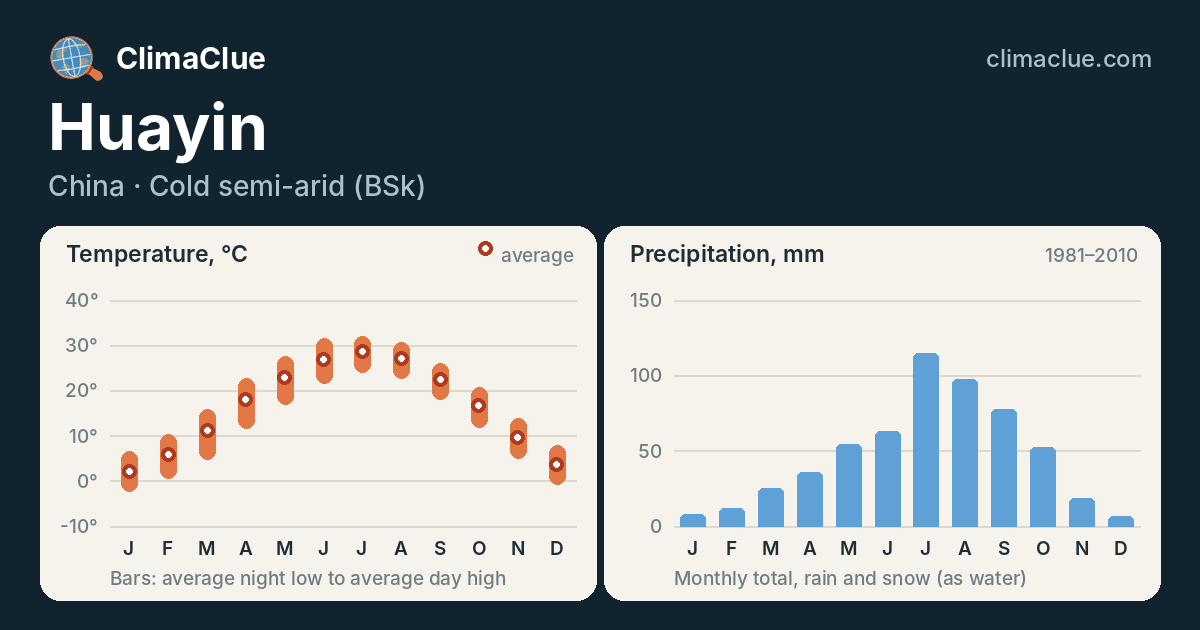 ClimaClue
climaclue.com
Huayin
China · Cold semi-arid (BSk)
Temperature, °C
average
40°
30°
20°
10°
0°
-10°
J F M A M J J A S O N D
Bars: average night low to average day high
Precipitation, mm
1981–2010
150
100
50
0
J F M A M J J A S O N D
Monthly total, rain and snow (as water)